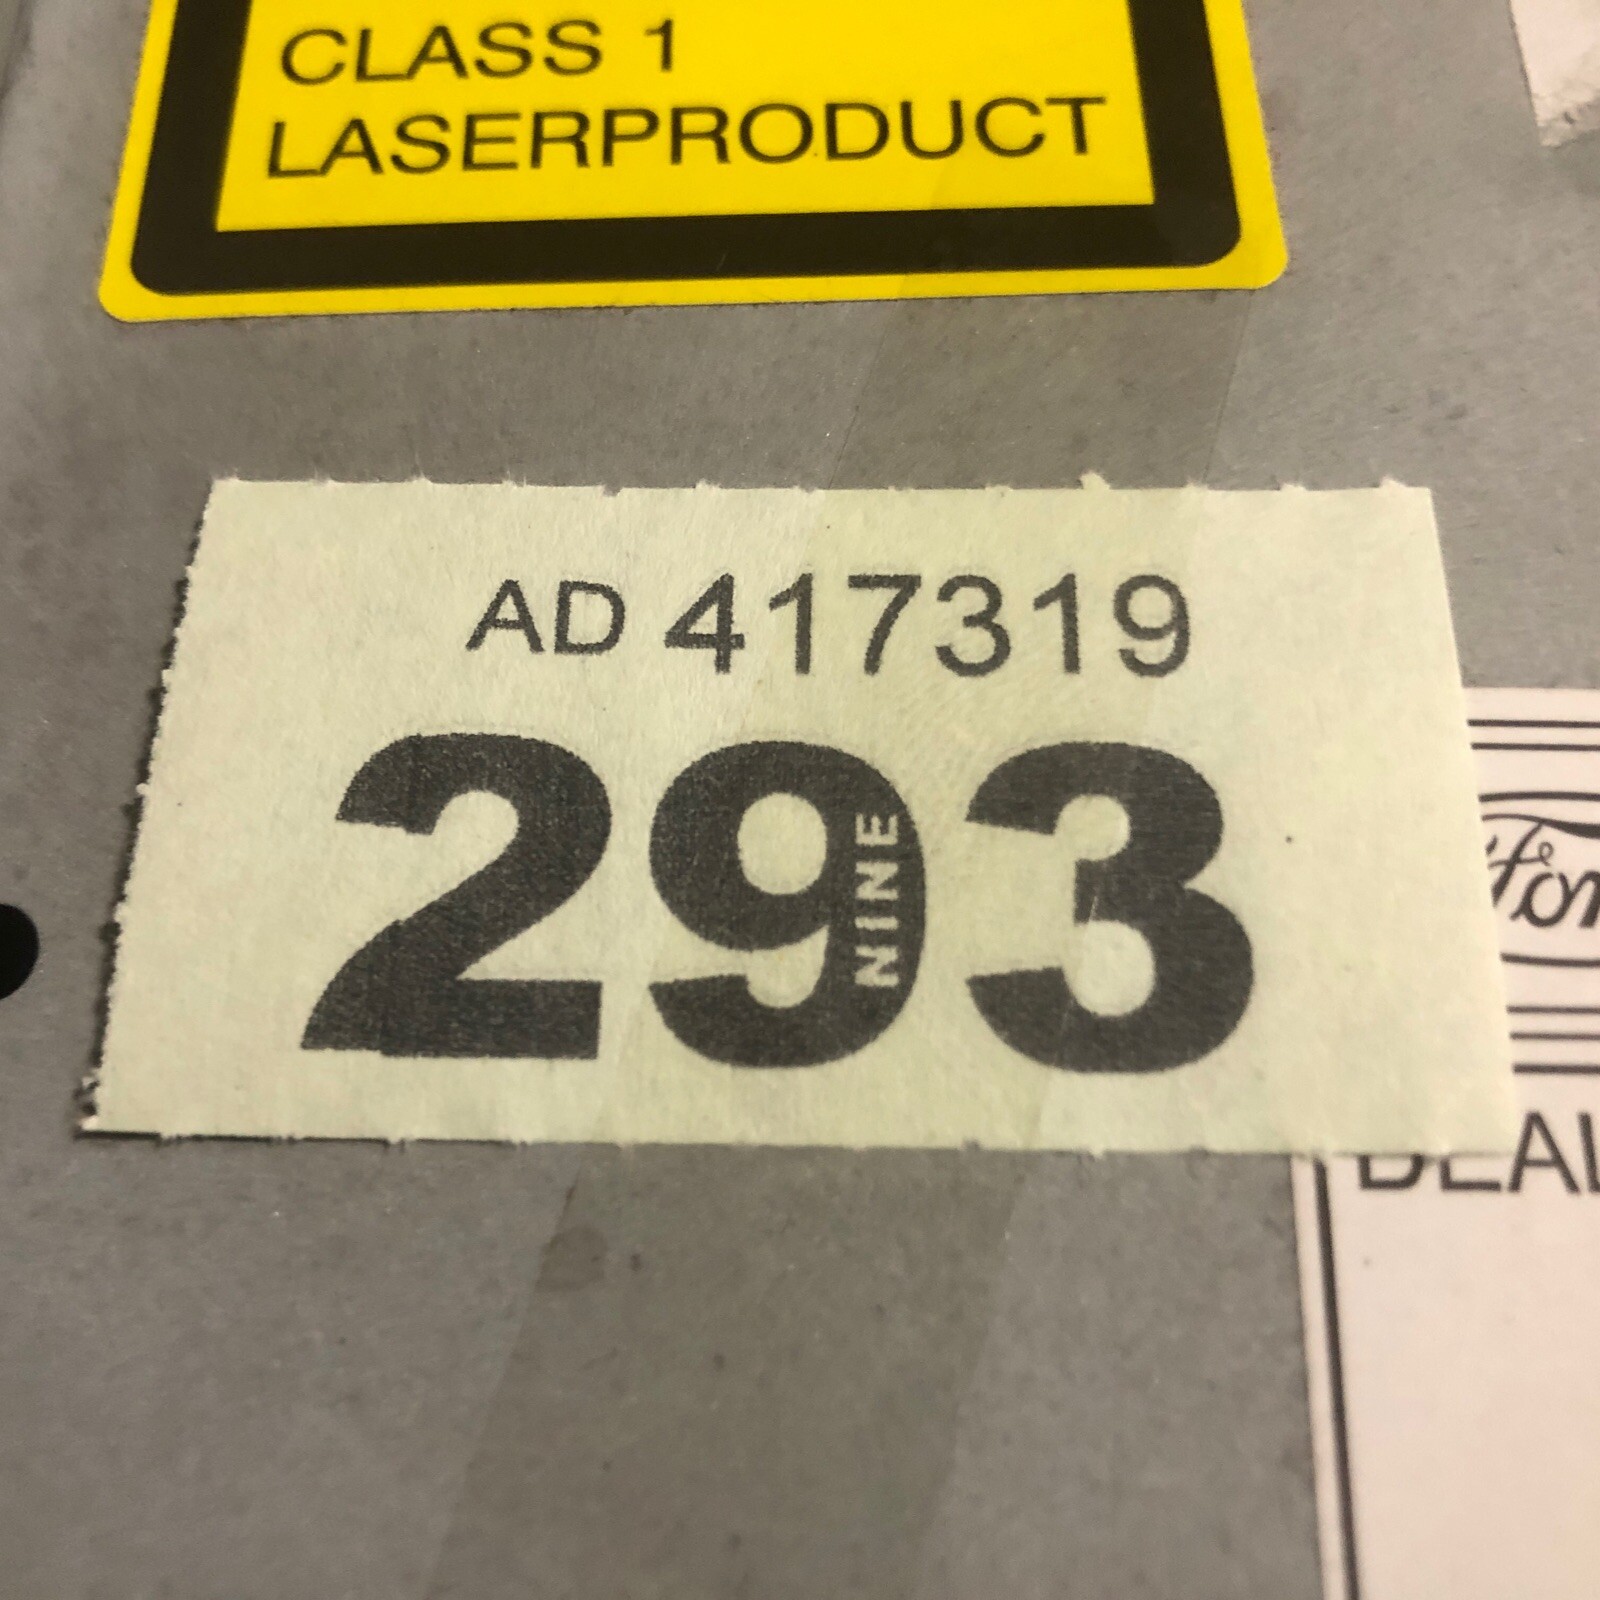 CLASS 1
LASERPRODUCT
AD 417319
293
NINE